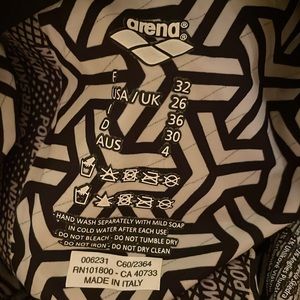 arena
F 32
USA / UK 26
I 36
D 30
AUS 4
- HAND WASH SEPARATELY WITH MILD SOAP
IN COLD WATER AFTER EACH USE
- DO NOT BLEACH - DO NOT TUMBLE DRY
- DO NOT IRON - DO NOT DRY CLEAN
006231 C60/2364
RN101800 - CA 40733
MADE IN ITALY